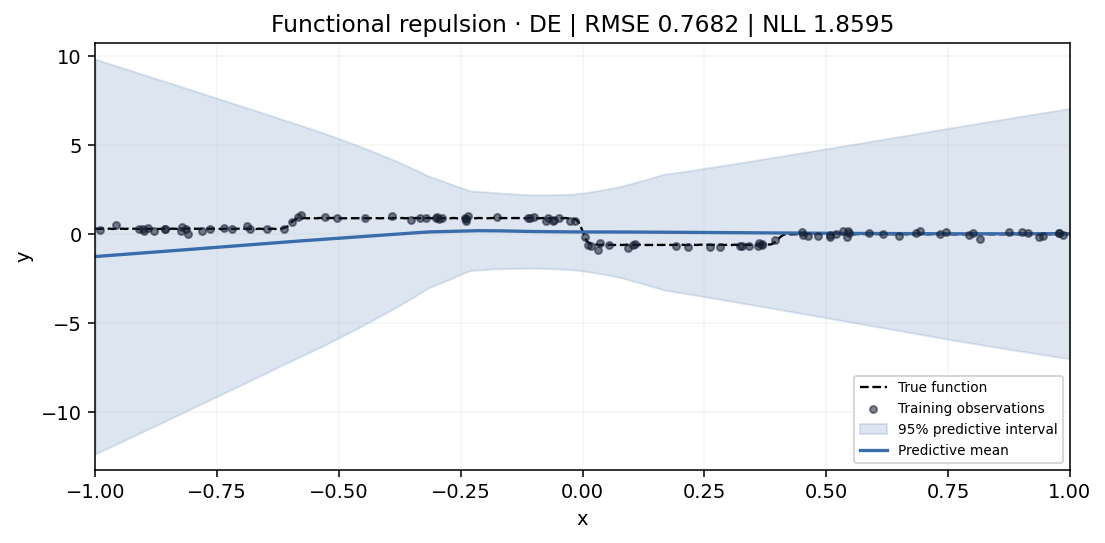 Functional repulsion · DE | RMSE 0.7682 | NLL 1.8595
10
5
0
−5
−10
y
−1.00 −0.75 −0.50 −0.25 0.00 0.25 0.50 0.75 1.00
x
True function
Training observations
95% predictive interval
Predictive mean